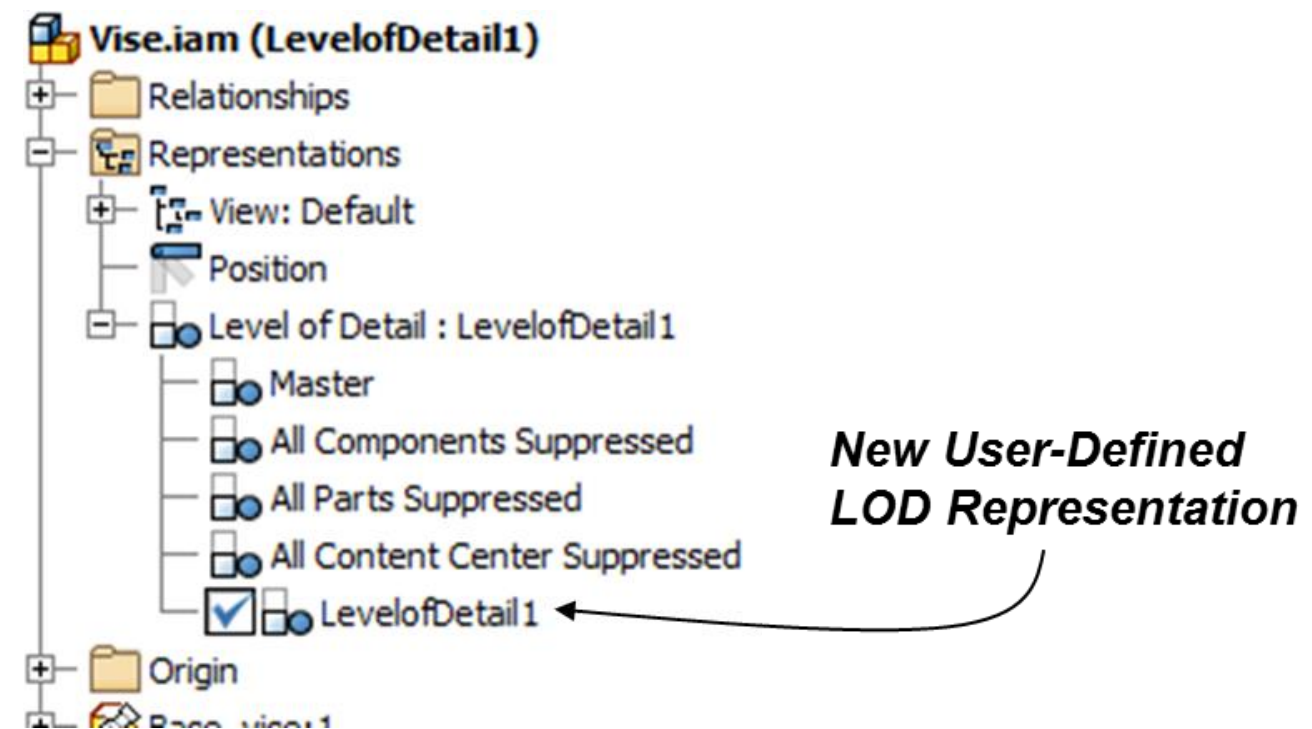 Vise.iam (LevelofDetail1)
Relationships
Representations
View: Default
Position
Level of Detail : LevelofDetail1
Master
All Components Suppressed
All Parts Suppressed
All Content Center Suppressed
LevelofDetail1
New User-Defined
LOD Representation
Origin